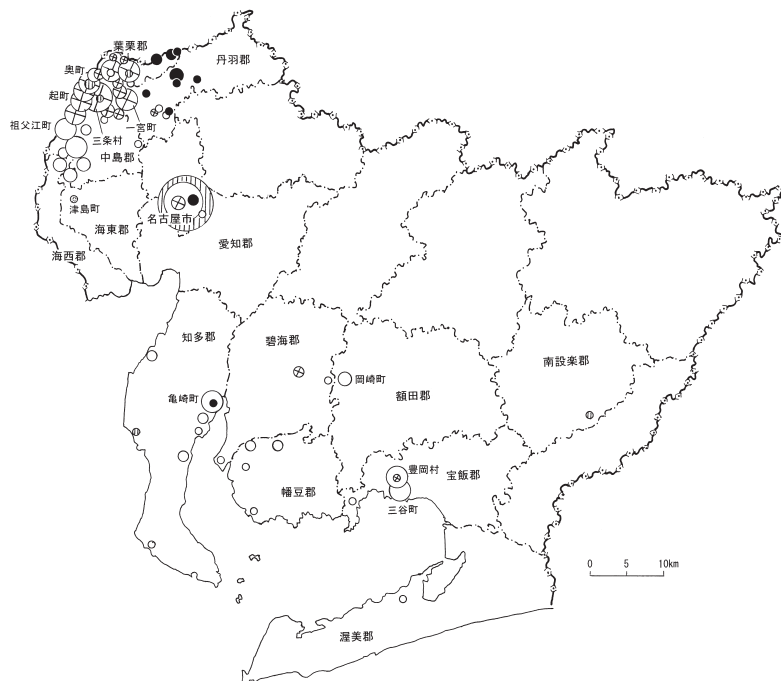 葉栗郡
丹羽郡
奥町
起町
祖父江町
三条村
一宮町
中島郡
津島町
名古屋市
海東郡
愛知郡
海西郡
知多郡
碧海郡
岡崎町
南設楽郡
亀崎町
額田郡
豊岡村
宝飯郡
幡豆郡
三谷町
0 5 10km
渥美郡